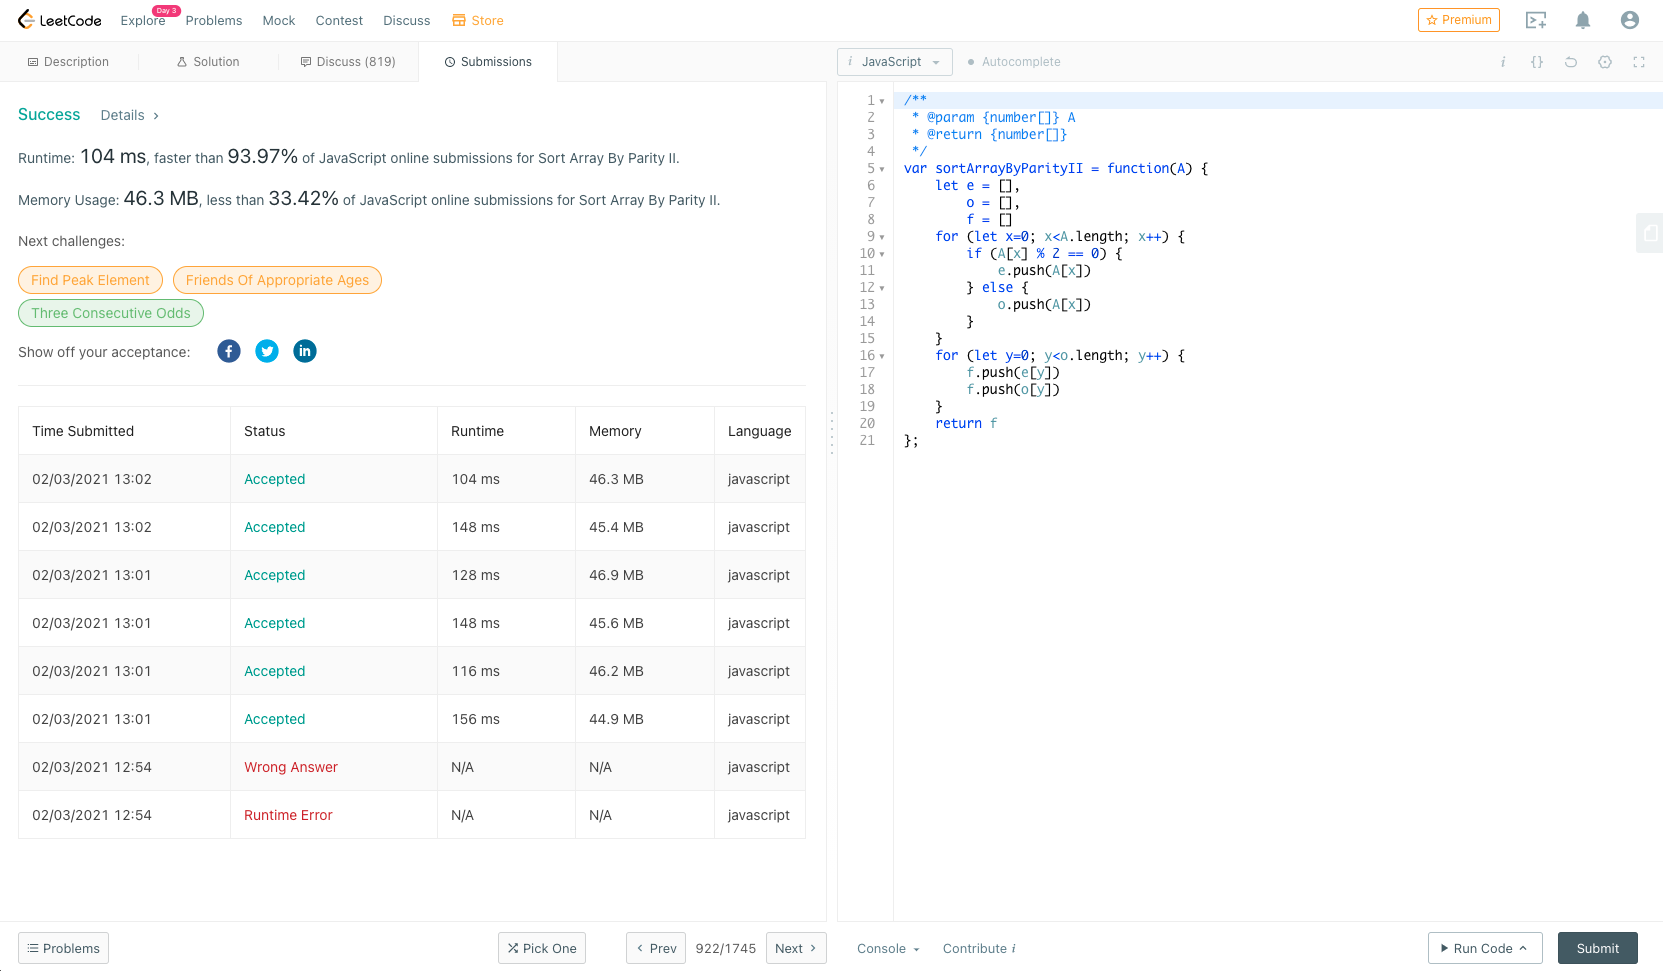 LeetCode Explore Day 3 Problems Mock Contest Discuss Store Premium
Description Solution Discuss (819) Submissions
i JavaScript Autocomplete i {}
Success Details
Runtime: 104 ms, faster than 93.97% of JavaScript online submissions for Sort Array By Parity II.
Memory Usage: 46.3 MB, less than 33.42% of JavaScript online submissions for Sort Array By Parity II.
Next challenges:
Find Peak Element Friends Of Appropriate Ages
Three Consecutive Odds
Show off your acceptance:
Time Submitted Status Runtime Memory Language
02/03/2021 13:02 Accepted 104 ms 46.3 MB javascript
02/03/2021 13:02 Accepted 148 ms 45.4 MB javascript
02/03/2021 13:01 Accepted 128 ms 46.9 MB javascript
02/03/2021 13:01 Accepted 148 ms 45.6 MB javascript
02/03/2021 13:01 Accepted 116 ms 46.2 MB javascript
02/03/2021 13:01 Accepted 156 ms 44.9 MB javascript
02/03/2021 12:54 Wrong Answer N/A N/A javascript
02/03/2021 12:54 Runtime Error N/A N/A javascript
1 /**
2  * @param {number[]} A
3  * @return {number[]}
4  */
5 var sortArrayByParityII = function(A) {
6     let e = [],
7         o = [],
8         f = []
9     for (let x=0; x<A.length; x++) {
10         if (A[x] % 2 == 0) {
11             e.push(A[x])
12         } else {
13             o.push(A[x])
14         }
15     }
16     for (let y=0; y<o.length; y++) {
17         f.push(e[y])
18         f.push(o[y])
19     }
20     return f
21 };
Problems Pick One Prev 922/1745 Next Console Contribute i Run Code Submit